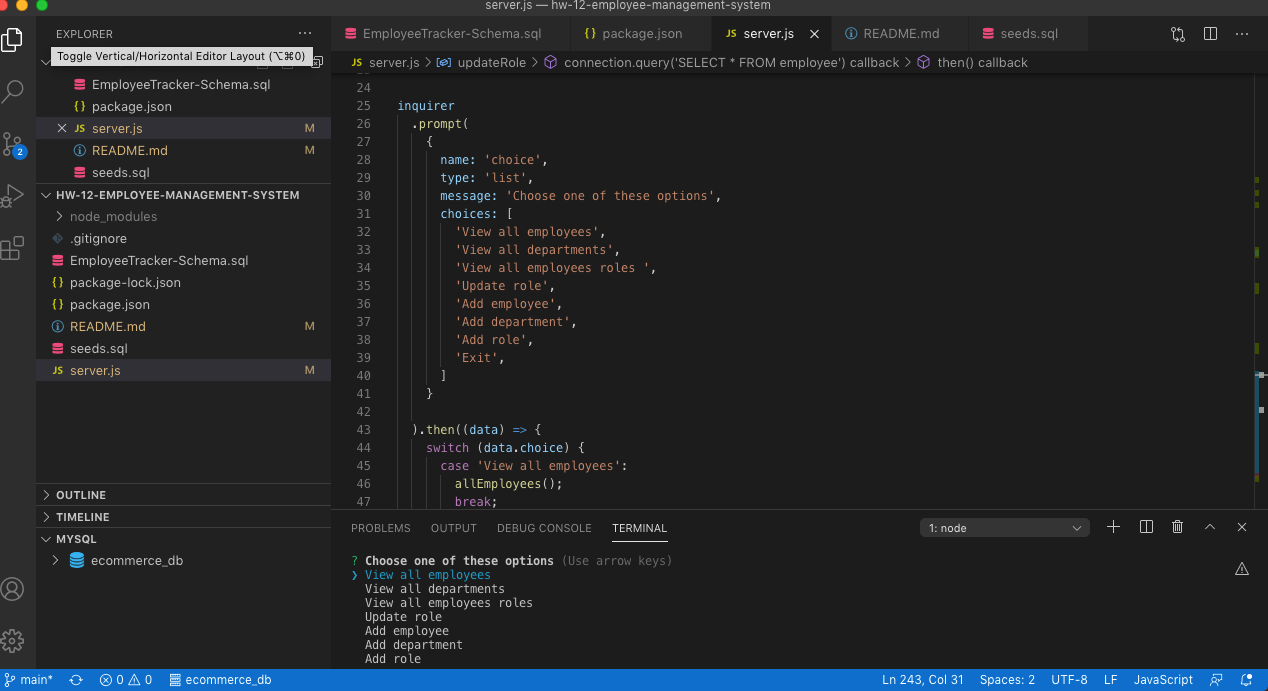 server.js — hw-12-employee-management-system
EXPLORER
Toggle Vertical/Horizontal Editor Layout (⌥⌘0)
EmployeeTracker-Schema.sql
{} package.json
JS server.js M
README.md M
seeds.sql
HW-12-EMPLOYEE-MANAGEMENT-SYSTEM
node_modules
.gitignore
EmployeeTracker-Schema.sql
{} package-lock.json
{} package.json
README.md M
seeds.sql
JS server.js M
OUTLINE
TIMELINE
MYSQL
ecommerce_db
2
EmployeeTracker-Schema.sql {} package.json JS server.js README.md seeds.sql
JS server.js > updateRole > connection.query('SELECT * FROM employee') callback > then() callback
24
25 inquirer
26 .prompt(
27 {
28 name: 'choice',
29 type: 'list',
30 message: 'Choose one of these options',
31 choices: [
32 'View all employees',
33 'View all departments',
34 'View all employees roles ',
35 'Update role',
36 'Add employee',
37 'Add department',
38 'Add role',
39 'Exit',
40 ]
41 }
42
43 ).then((data) => {
44 switch (data.choice) {
45 case 'View all employees':
46 allEmployees();
47 break;
PROBLEMS OUTPUT DEBUG CONSOLE TERMINAL 1: node
? Choose one of these options (Use arrow keys)
❯ View all employees
View all departments
View all employees roles
Update role
Add employee
Add department
Add role
main* 0 0 ecommerce_db Ln 243, Col 31 Spaces: 2 UTF-8 LF JavaScript